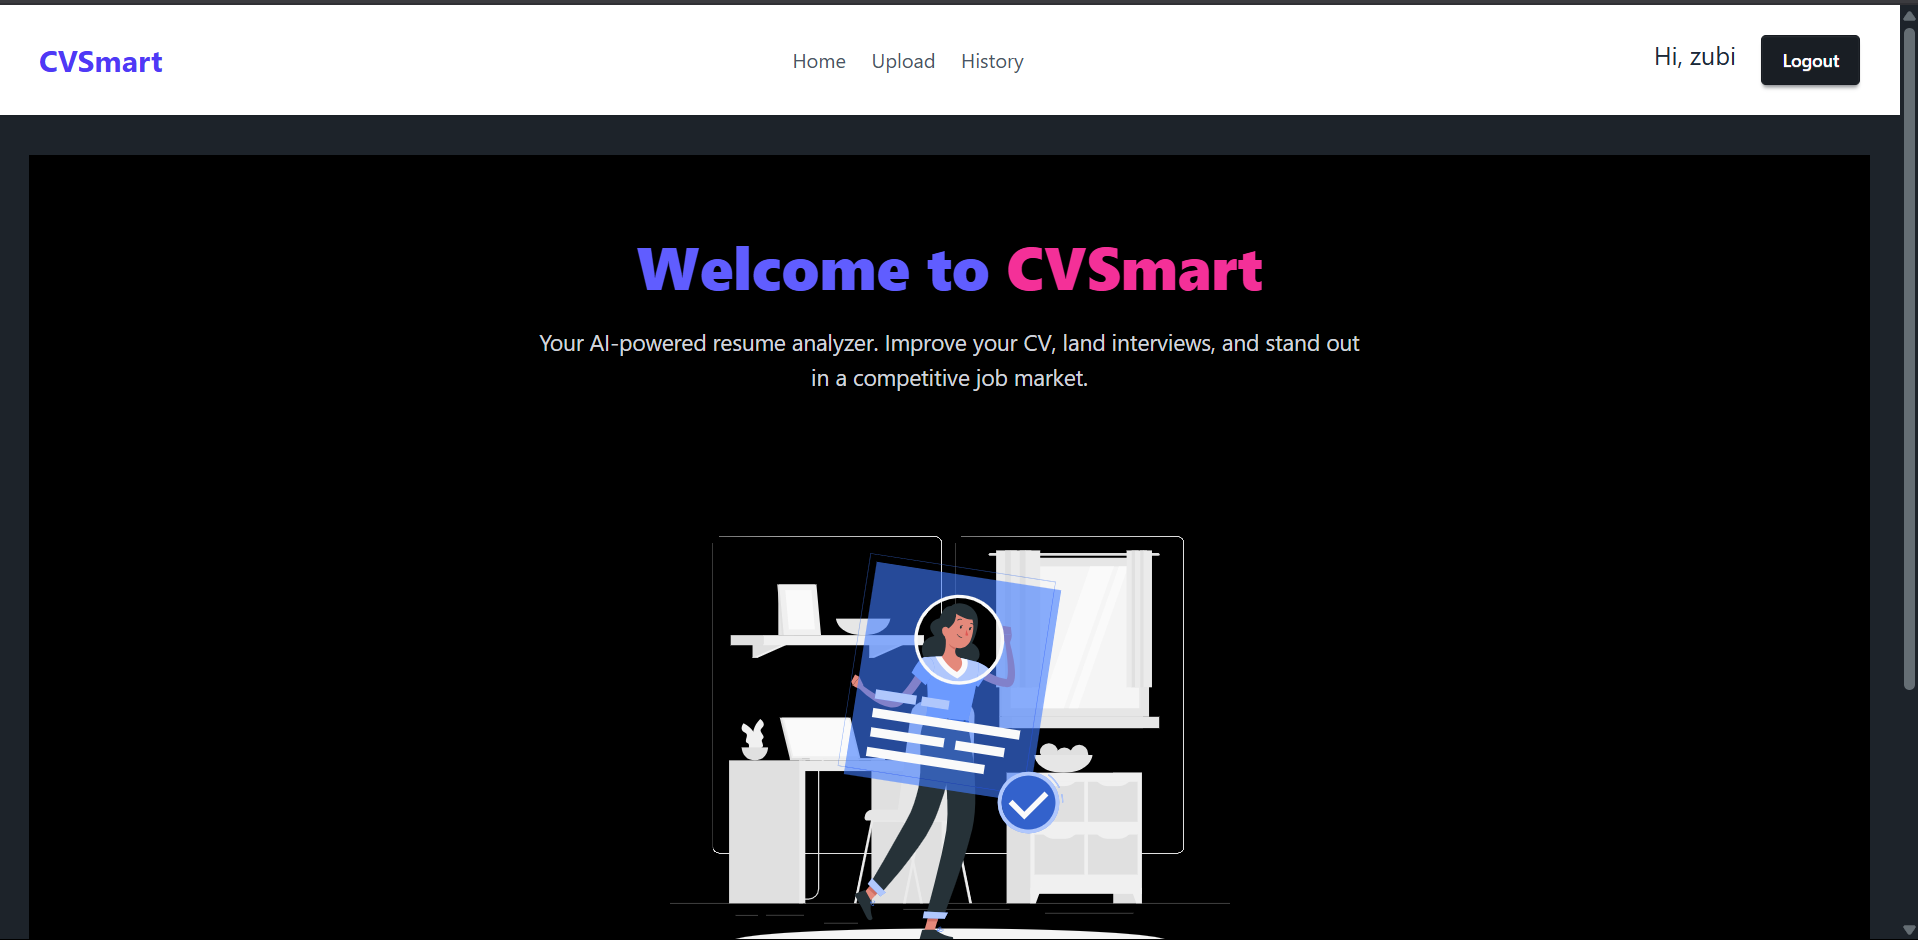 CVSmart
Home Upload History
Hi, zubi
Logout
Welcome to CVSmart
Your AI-powered resume analyzer. Improve your CV, land interviews, and stand out
in a competitive job market.